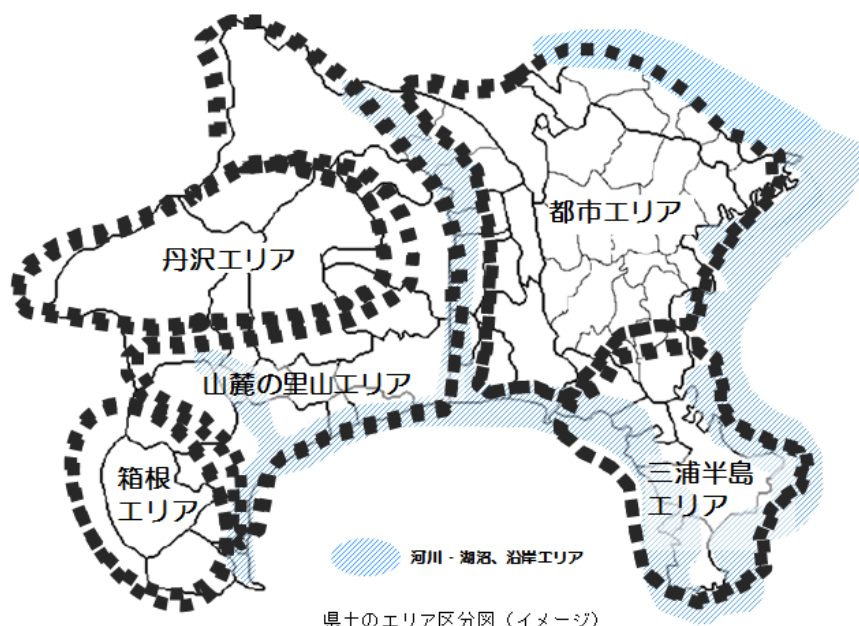 都市エリア
丹沢エリア
山麓の里山エリア
箱根
エリア
三浦半島
エリア
河川・湖沼、沿岸エリア
県土のエリア区分図(イメージ)